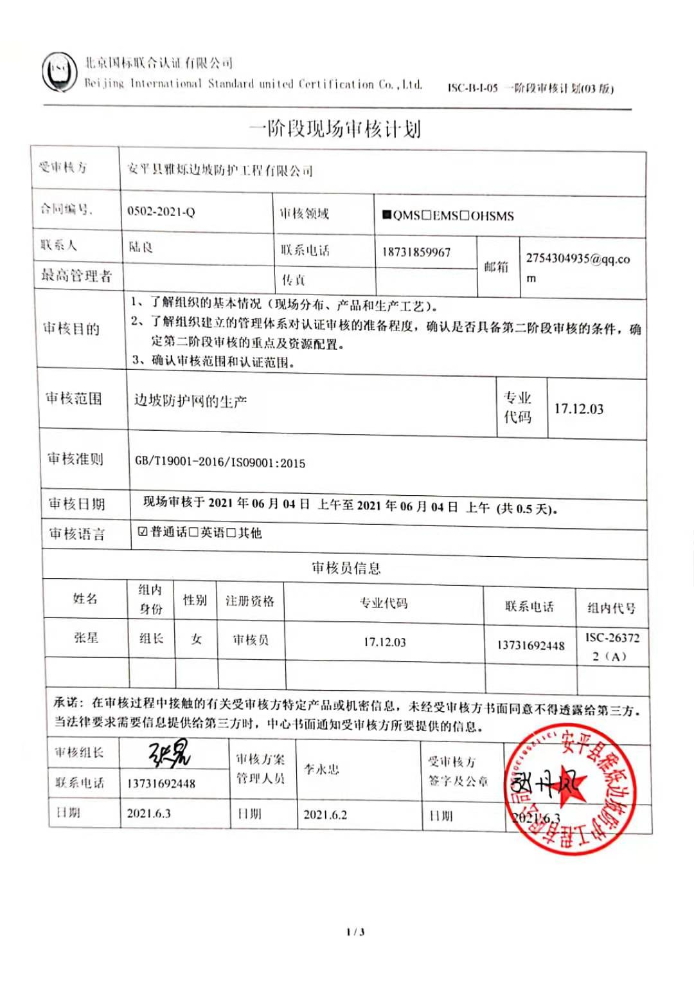 ISC
北京国标联合认证有限公司
Beijing International Standard united Certification Co.,Ltd.
ISC-B-I-05 一阶段审核计划(03 版)
一阶段现场审核计划
受审核方 安平县雅烁边坡防护工程有限公司
合同编号. 0502-2021-Q 审核领域 ■QMS□EMS□OHSMS
联系人 陆良 联系电话 18731859967 邮箱 2754304935@qq.co
m
最高管理者 传真
审核目的
1、了解组织的基本情况（现场分布、产品和生产工艺）。
2、了解组织建立的管理体系对认证审核的准备程度，确认是否具备第二阶段审核的条件，确
定第二阶段审核的重点及资源配置。
3、确认审核范围和认证范围。
审核范围 边坡防护网的生产 专业
代码 17.12.03
审核准则 GB/T19001-2016/ISO9001:2015
审核日期 现场审核于 2021 年 06 月 04 日 上午至 2021 年 06 月 04 日 上午 (共 0.5 天)。
审核语言 ☑普通话□英语□其他
审核员信息
姓名 组内
身份 性别 注册资格 专业代码 联系电话 组内代号
张星 组长 女 审核员 17.12.03 13731692448 ISC-26372
2（A）
承诺：在审核过程中接触的有关受审核方特定产品或机密信息，未经受审核方书面同意不得透露给第三方。
当法律要求需要信息提供给第三方时，中心书面通知受审核方所要提供的信息。
审核组长 张星 审核方案
管理人员 李永忠 受审核方
签字及公章
联系电话 13731692448
日期 2021.6.3 日期 2021.6.2 日期 2021.6.3
安平县雅烁边坡防护工程有限公司
1 / 3